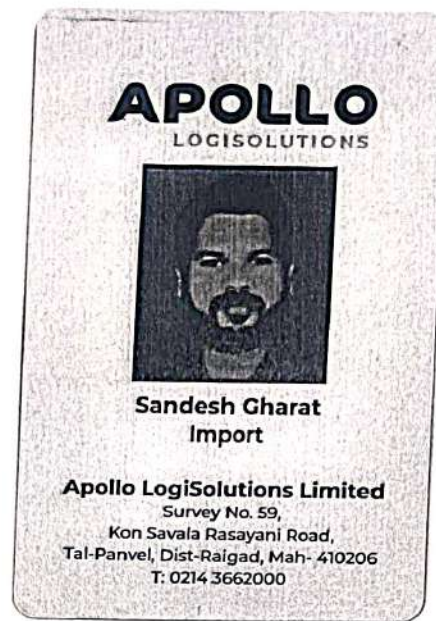 APOLLO
LOGISOLUTIONS
Sandesh Gharat
Import
Apollo LogiSolutions Limited
Survey No. 59,
Kon Savala Rasayani Road,
Tal-Panvel, Dist-Raigad, Mah- 410206
T: 0214 3662000